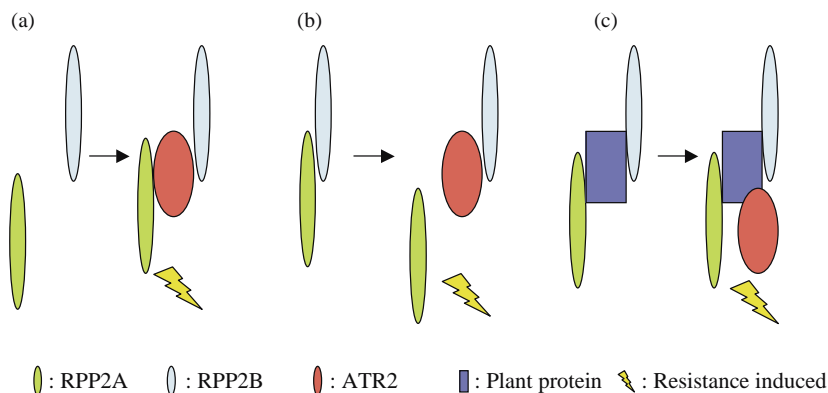 (a) (b) (c)
: RPP2A : RPP2B : ATR2 : Plant protein : Resistance induced